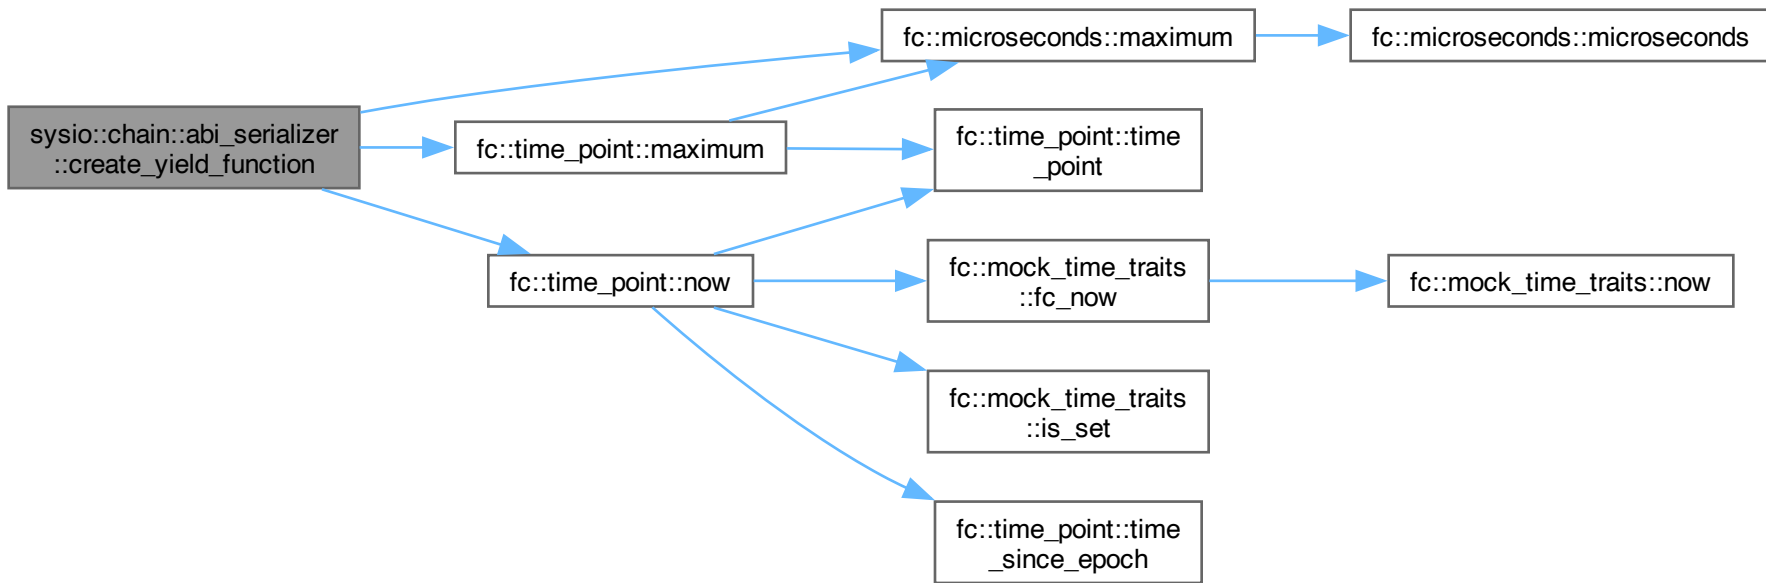 sysio::chain::abi_serializer
::create_yield_function
fc::microseconds::maximum
fc::microseconds::microseconds
fc::time_point::maximum
fc::time_point::time
_point
fc::time_point::now
fc::mock_time_traits
::fc_now
fc::mock_time_traits::now
fc::mock_time_traits
::is_set
fc::time_point::time
_since_epoch